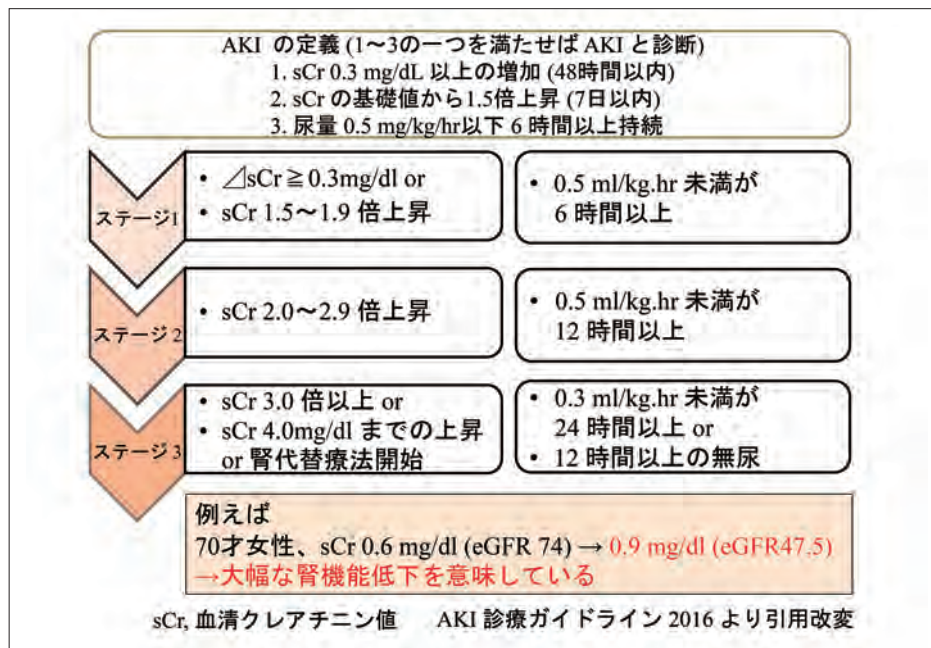 AKI の定義 (1～3の一つを満たせば AKI と診断)
1. sCr 0.3 mg/dL 以上の増加 (48時間以内)
2. sCr の基礎値から1.5倍上昇 (7日以内)
3. 尿量 0.5 mg/kg/hr以下 6 時間以上持続
ステージ1
• ⊿sCr≧0.3mg/dl or
• sCr 1.5～1.9 倍上昇
• 0.5 ml/kg.hr 未満が
6 時間以上
ステージ2
• sCr 2.0～2.9 倍上昇
• 0.5 ml/kg.hr 未満が
12 時間以上
ステージ3
• sCr 3.0 倍以上 or
• sCr 4.0mg/dl までの上昇
or 腎代替療法開始
• 0.3 ml/kg.hr 未満が
24 時間以上 or
• 12 時間以上の無尿
例えば
70才女性、sCr 0.6 mg/dl (eGFR 74) → 0.9 mg/dl (eGFR47.5)
→大幅な腎機能低下を意味している
sCr, 血清クレアチニン値 AKI 診療ガイドライン 2016 より引用改変